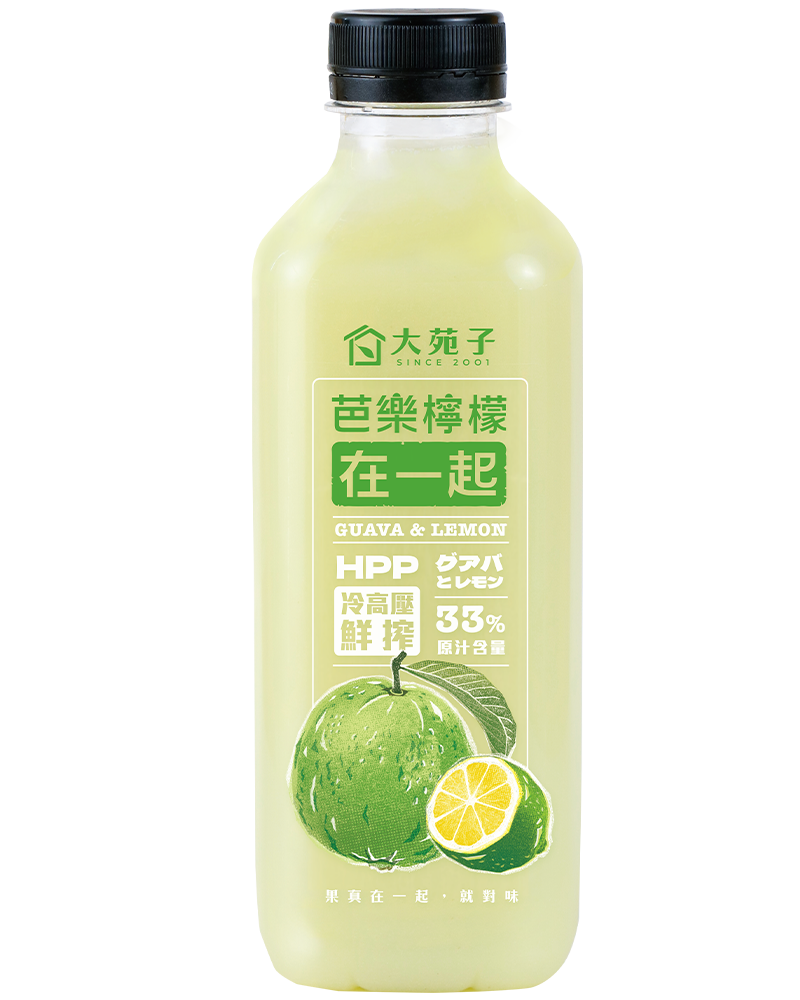 大苑子
SINCE 2001
芭樂檸檬
在一起
GUAVA & LEMON
HPP
冷高壓
鮮搾
グアバ
とレモン
33%
原汁含量
果真在一起，就對味